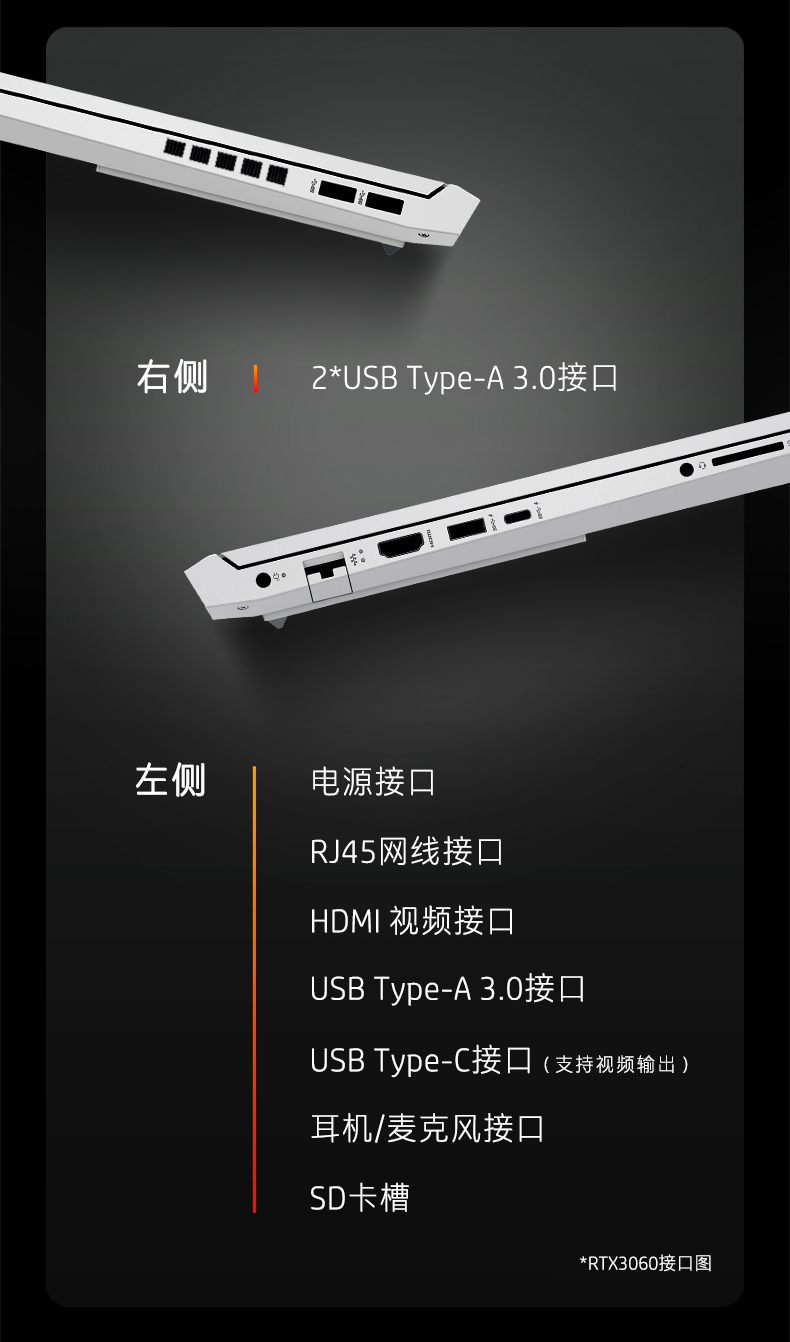 右侧
2*USB Type-A 3.0接口
左侧
电源接口
RJ45网线接口
HDMI 视频接口
USB Type-A 3.0接口
USB Type-C接口（支持视频输出）
耳机/麦克风接口
SD卡槽
*RTX3060接口图